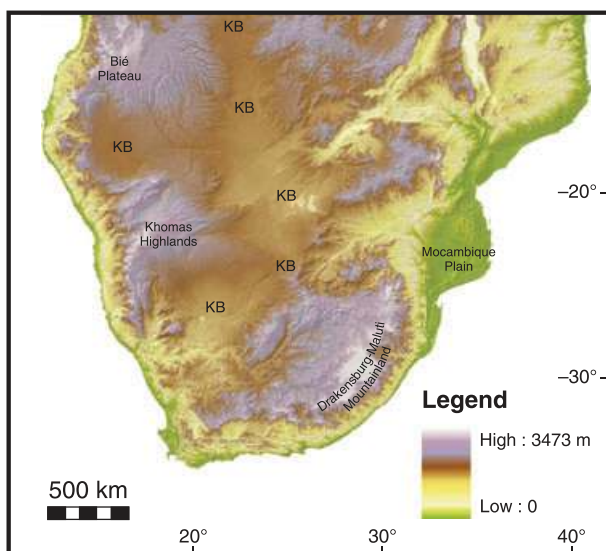 KB
Bié
Plateau
KB
KB
KB
Khomas
Highlands
KB
KB
Mocambique
Plain
Drakensburg-Maluti
Mountainland
–20°
–30°
Legend
High : 3473 m
Low : 0
500 km
20°
30°
40°